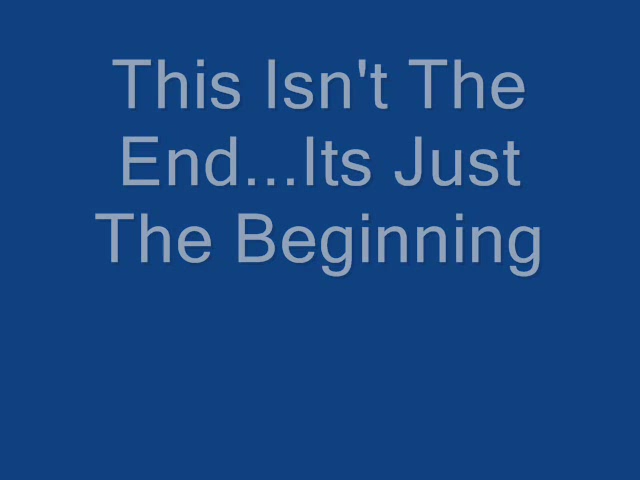 This Isn't The
End...Its Just
The Beginning